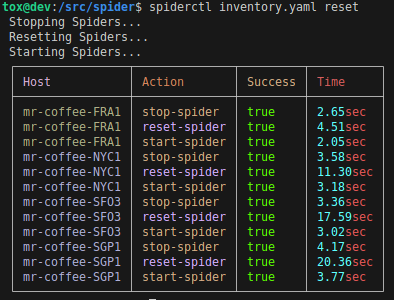 tox@dev:/src/spider$ spiderctl inventory.yaml reset
Stopping Spiders...
Resetting Spiders...
Starting Spiders...
Host Action Success Time
mr-coffee-FRA1 stop-spider true 2.65sec
mr-coffee-FRA1 reset-spider true 4.51sec
mr-coffee-FRA1 start-spider true 2.05sec
mr-coffee-NYC1 stop-spider true 3.58sec
mr-coffee-NYC1 reset-spider true 11.30sec
mr-coffee-NYC1 start-spider true 3.18sec
mr-coffee-SFO3 stop-spider true 3.36sec
mr-coffee-SFO3 reset-spider true 17.59sec
mr-coffee-SFO3 start-spider true 3.02sec
mr-coffee-SGP1 stop-spider true 4.17sec
mr-coffee-SGP1 reset-spider true 20.36sec
mr-coffee-SGP1 start-spider true 3.77sec